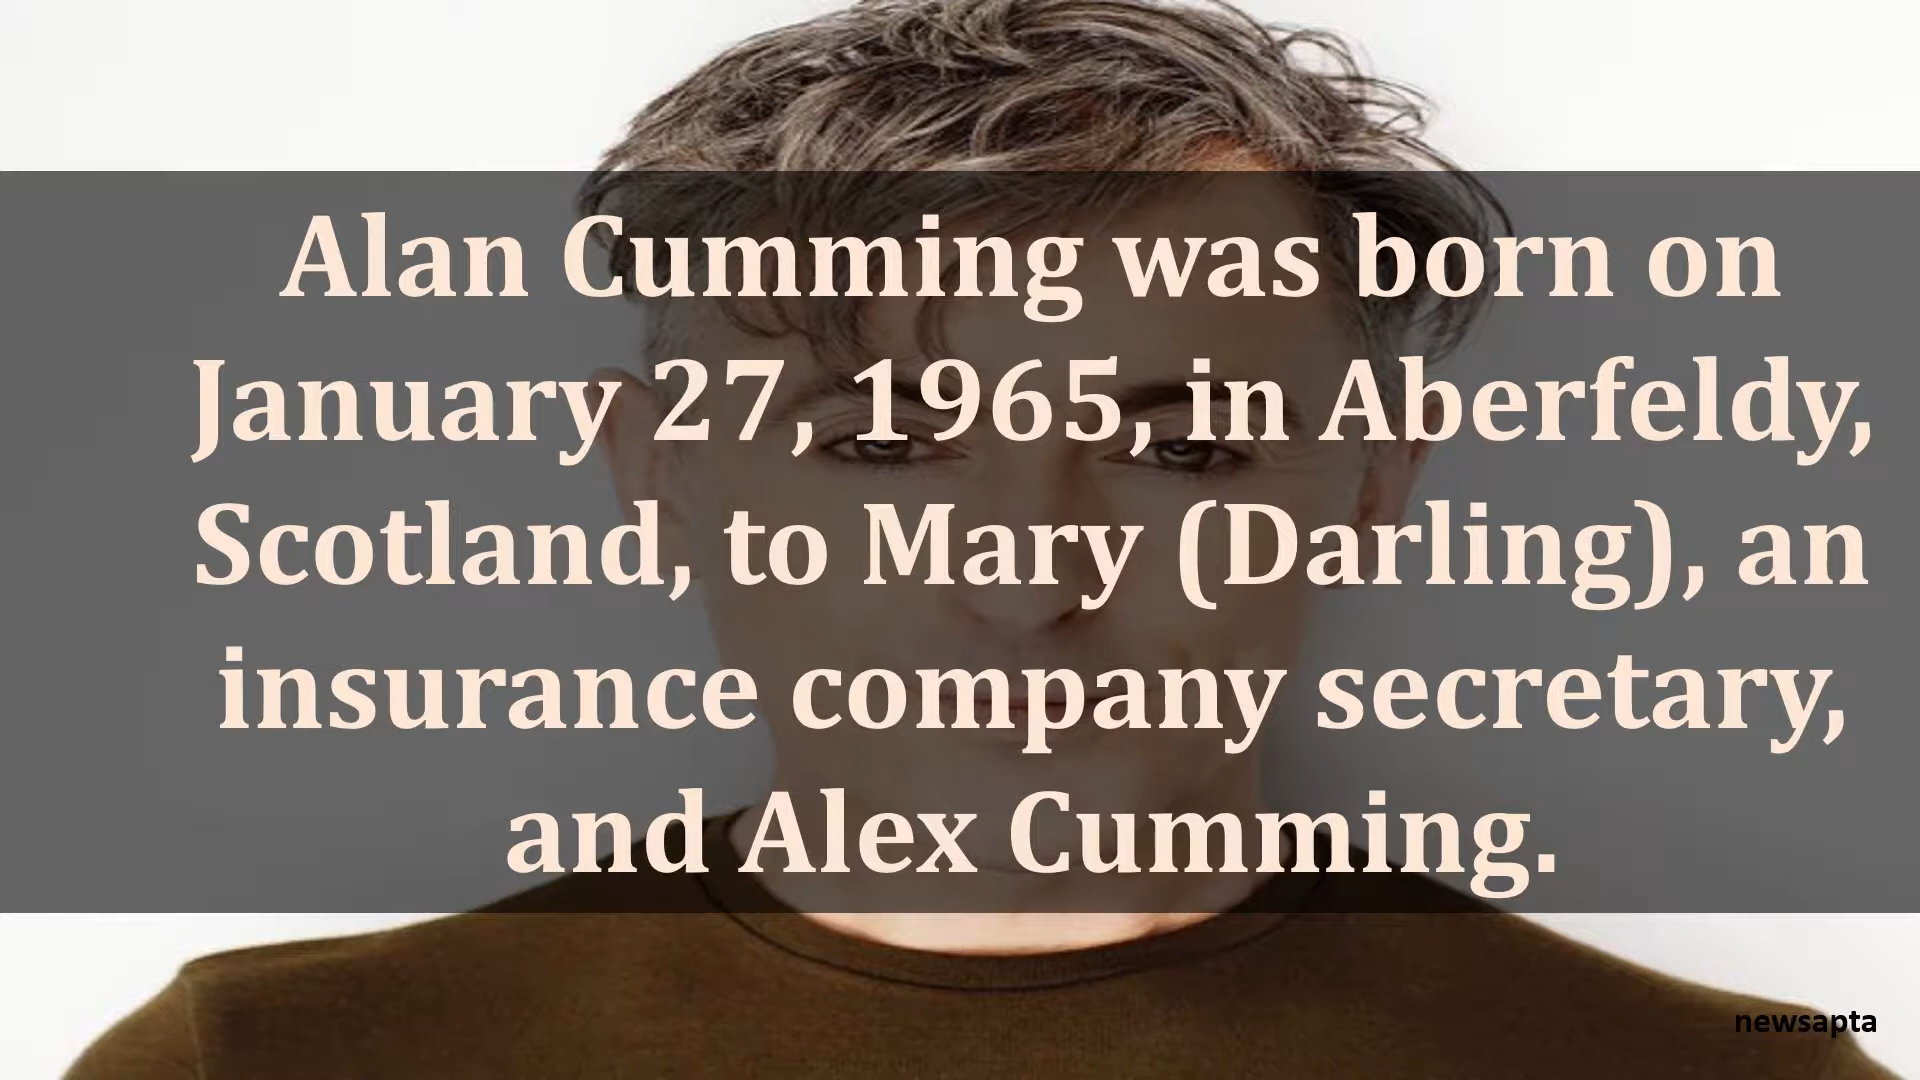 Alan Cumming was born on
January 27, 1965, in Aberfeldy,
Scotland, to Mary (Darling), an
insurance company secretary,
and Alex Cumming.
newsapta